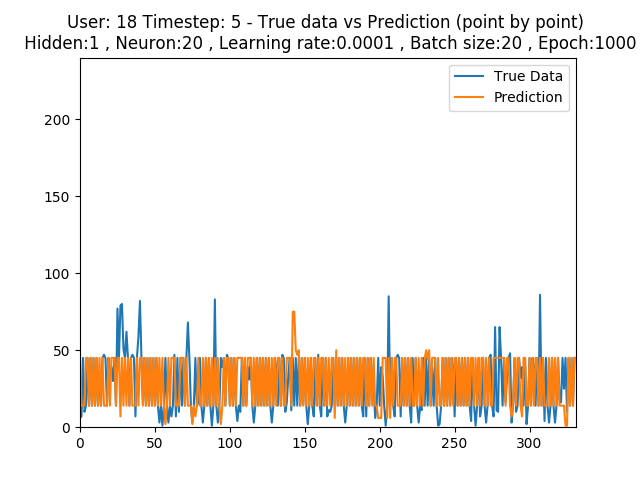 User: 18 Timestep: 5 - True data vs Prediction (point by point)
Hidden:1 , Neuron:20 , Learning rate:0.0001 , Batch size:20 , Epoch:1000
True Data
Prediction
200
150
100
50
0
0 50 100 150 200 250 300